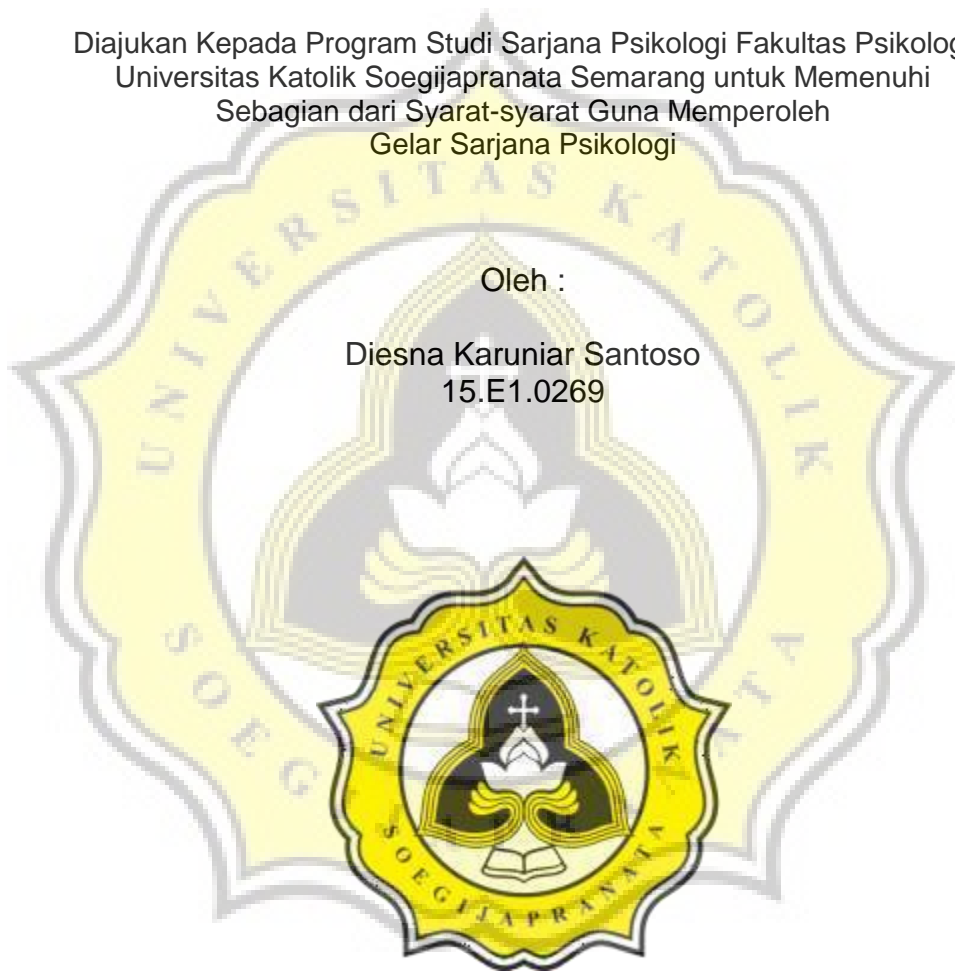 Diajukan Kepada Program Studi Sarjana Psikologi Fakultas Psikolog
Universitas Katolik Soegijapranata Semarang untuk Memenuhi
Sebagian dari Syarat-syarat Guna Memperoleh
Gelar Sarjana Psikologi
Oleh :
Diesna Karuniar Santoso
15.E1.0269
UNIVERSITAS KATOLIK
SOEGIJAPRANATA